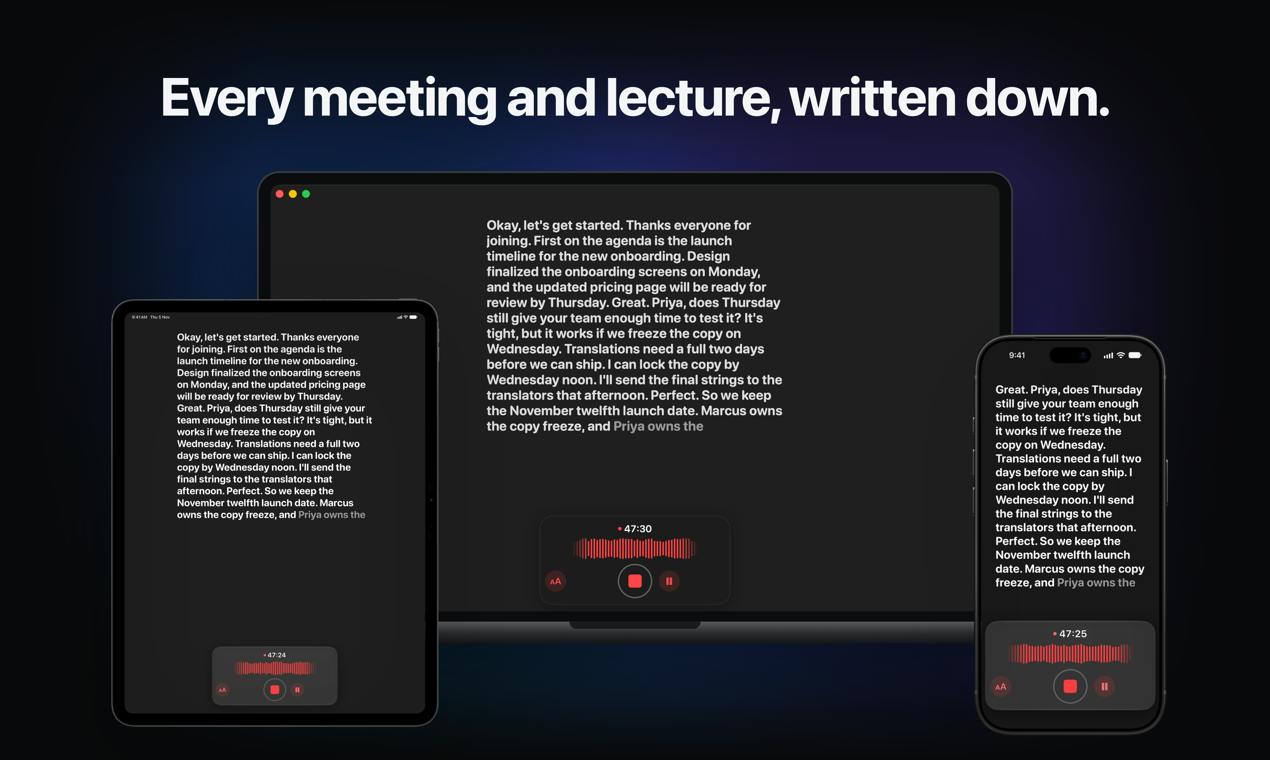 Every meeting and lecture, written down.
Okay, let's get started. Thanks everyone for
joining. First on the agenda is the launch
timeline for the new onboarding. Design
finalized the onboarding screens on Monday,
and the updated pricing page will be ready for
review by Thursday. Great. Priya, does Thursday
still give your team enough time to test it? It's
tight, but it works if we freeze the copy on
Wednesday. Translations need a full two days
before we can ship. I can lock the copy by
Wednesday noon. I'll send the final strings to the
translators that afternoon. Perfect. So we keep
the November twelfth launch date. Marcus owns
the copy freeze, and Priya owns the
47:30
AA
9:41 AM Thu 5 Nov
Okay, let's get started. Thanks everyone
for joining. First on the agenda is the
launch timeline for the new onboarding.
Design finalized the onboarding screens
on Monday, and the updated pricing page
will be ready for review by Thursday.
Great. Priya, does Thursday still give your
team enough time to test it? It's tight, but it
works if we freeze the copy on
Wednesday. Translations need a full two
days before we can ship. I can lock the
copy by Wednesday noon. I'll send the
final strings to the translators that
afternoon. Perfect. So we keep the
November twelfth launch date. Marcus
owns the copy freeze, and Priya owns the
47:24
AA
9:41
Great. Priya, does Thursday
still give your team enough
time to test it? It's tight, but
it works if we freeze the
copy on Wednesday.
Translations need a full two
days before we can ship. I
can lock the copy by
Wednesday noon. I'll send
the final strings to the
translators that afternoon.
Perfect. So we keep the
November twelfth launch
date. Marcus owns the copy
freeze, and Priya owns the
47:25
AA